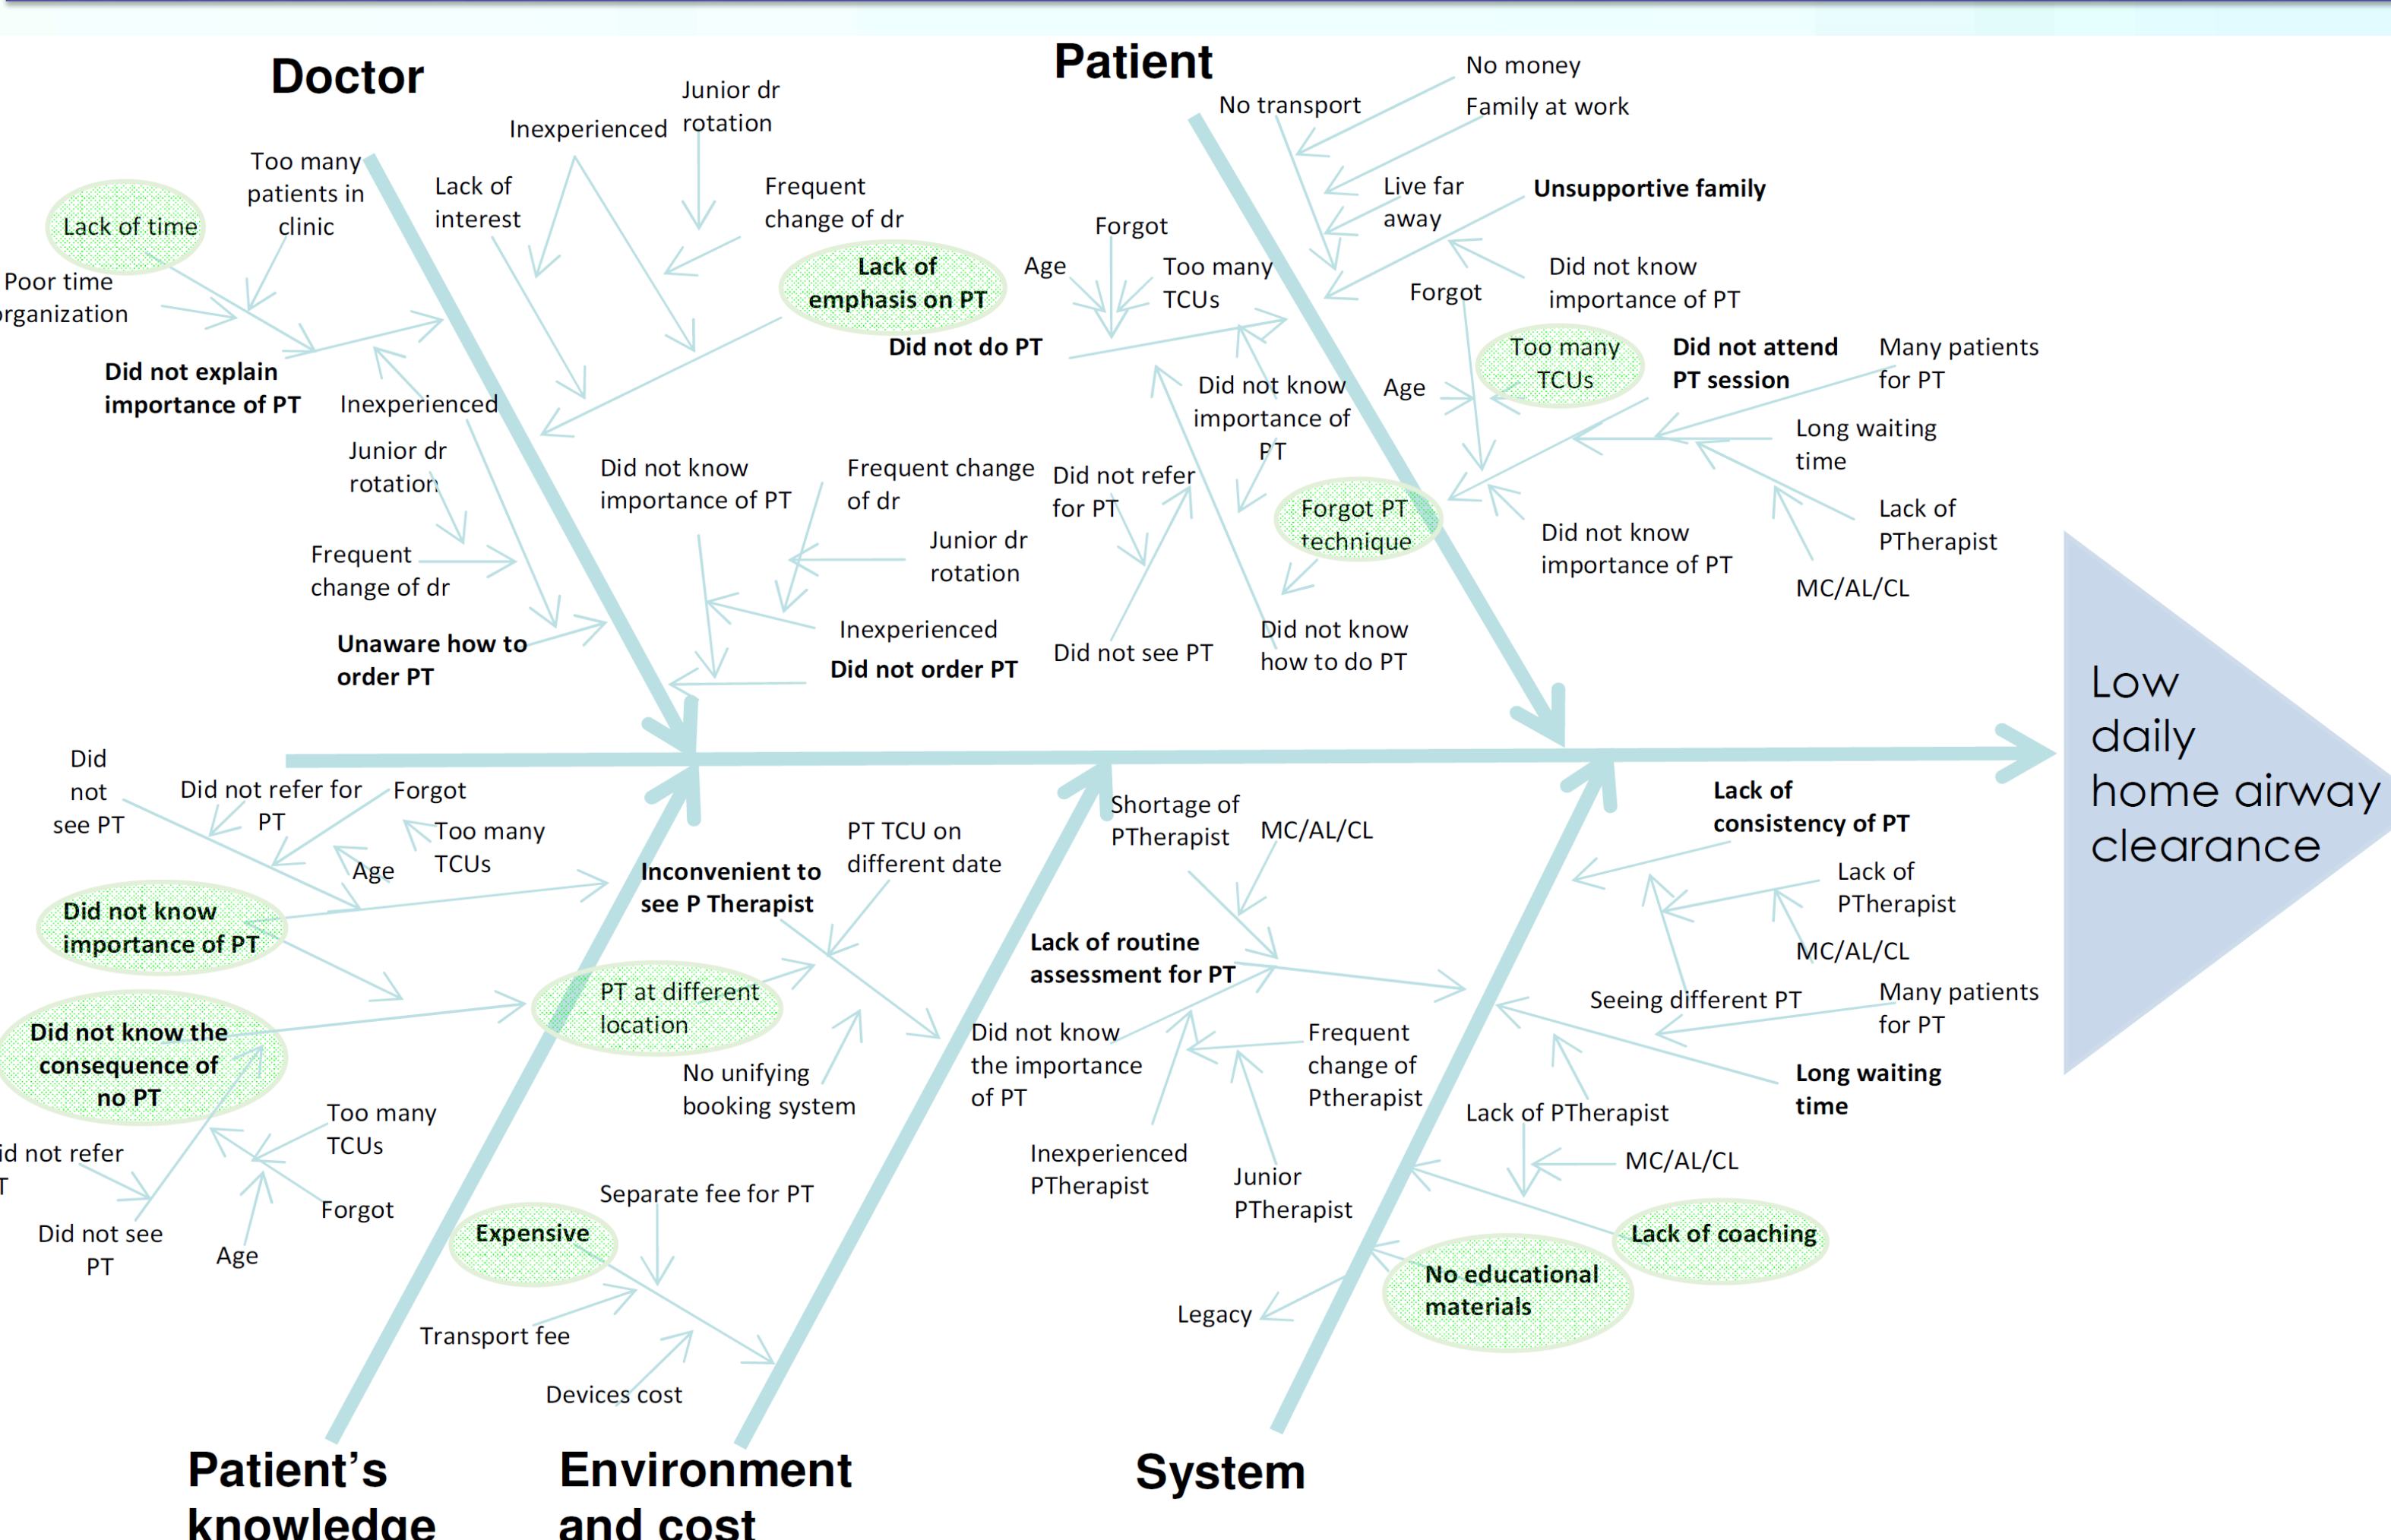 Doctor
Patient
No money
Family at work
No transport
Junior dr
rotation
Inexperienced
Too many
patients in
clinic
Lack of
interest
Frequent
change of dr
Live far
away
Unsupportive family
Lack of time
Forgot
Age
Too many
TCUs
Lack of
emphasis on PT
Did not know
importance of PT
Poor time
organization
Forgot
Did not do PT
Too many
TCUs
Did not attend
PT session
Many patients
for PT
Did not explain
importance of PT
Inexperienced
Did not know
importance of
PT
Age
Junior dr
rotation
Did not know
importance of PT
Frequent change
of dr
Did not refer
for PT
Forgot PT
technique
Long waiting
time
Lack of
PTherapist
Did not know
importance of PT
Frequent
change of dr
Junior dr
rotation
MC/AL/CL
Unaware how to
order PT
Inexperienced
Did not order PT
Did not see PT
Did not know
how to do PT
Low
daily
home airway
clearance
Did
not
see PT
Did not refer for
PT
Forgot
Too many
TCUs
Age
Did not know
importance of PT
Did not know the
consequence of
no PT
Too many
TCUs
id not refer
Did not see
PT
Age
Forgot
Inconvenient to
see P Therapist
PT TCU on
different date
PT at different
location
No unifying
booking system
Separate fee for PT
Expensive
Transport fee
Devices cost
Shortage of
PTherapist
MC/AL/CL
Lack of routine
assessment for PT
Did not know
the importance
of PT
Frequent
change of
Ptherapist
Inexperienced
PTherapist
Junior
PTherapist
Lack of
consistency of PT
Lack of
PTherapist
MC/AL/CL
Seeing different PT
Many patients
for PT
Long waiting
time
Lack of PTherapist
MC/AL/CL
Lack of coaching
No educational
materials
Legacy
Patient's
knowledge
Environment
and cost
System